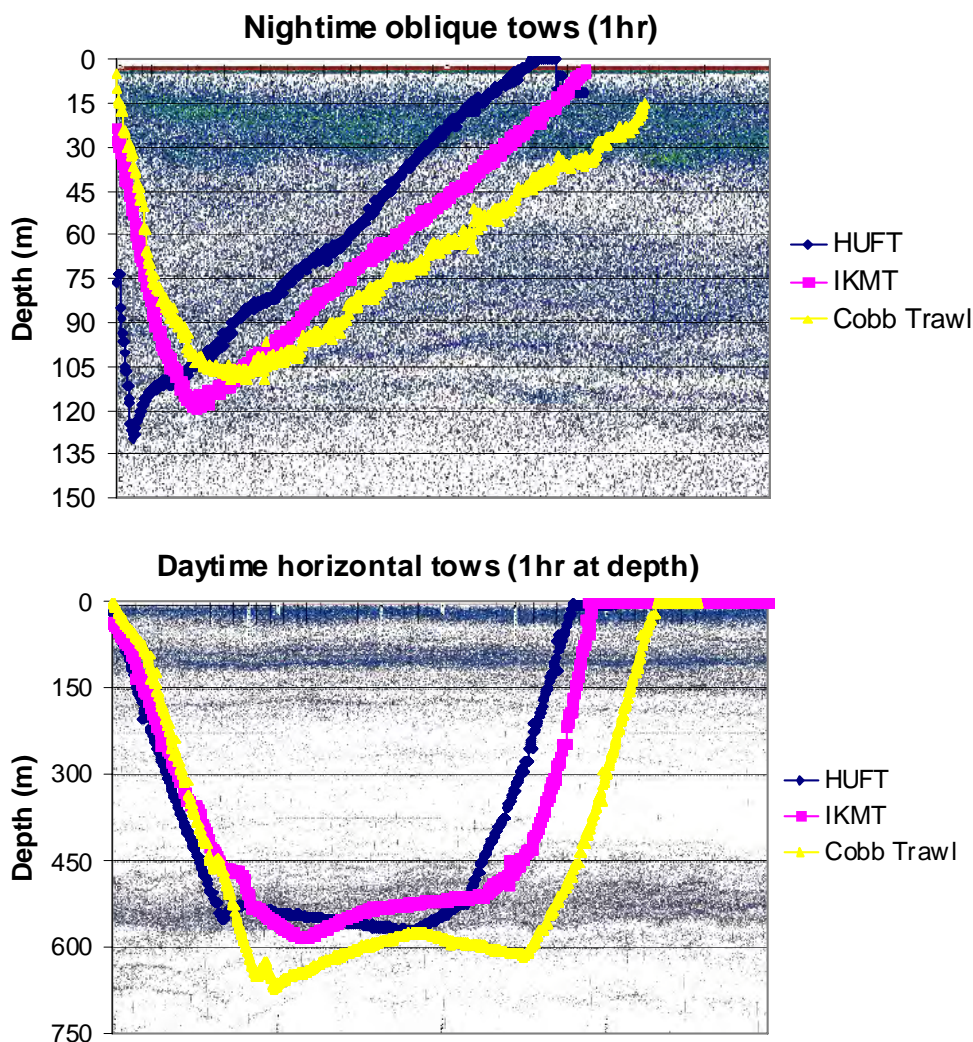 Nightime oblique tows (1hr)
0
15
30
45
60
75
90
105
120
135
150
Depth (m)
HUFT
IKMT
Cobb Trawl
Daytime horizontal tows (1hr at depth)
0
150
300
450
600
750
Depth (m)
HUFT
IKMT
Cobb Trawl